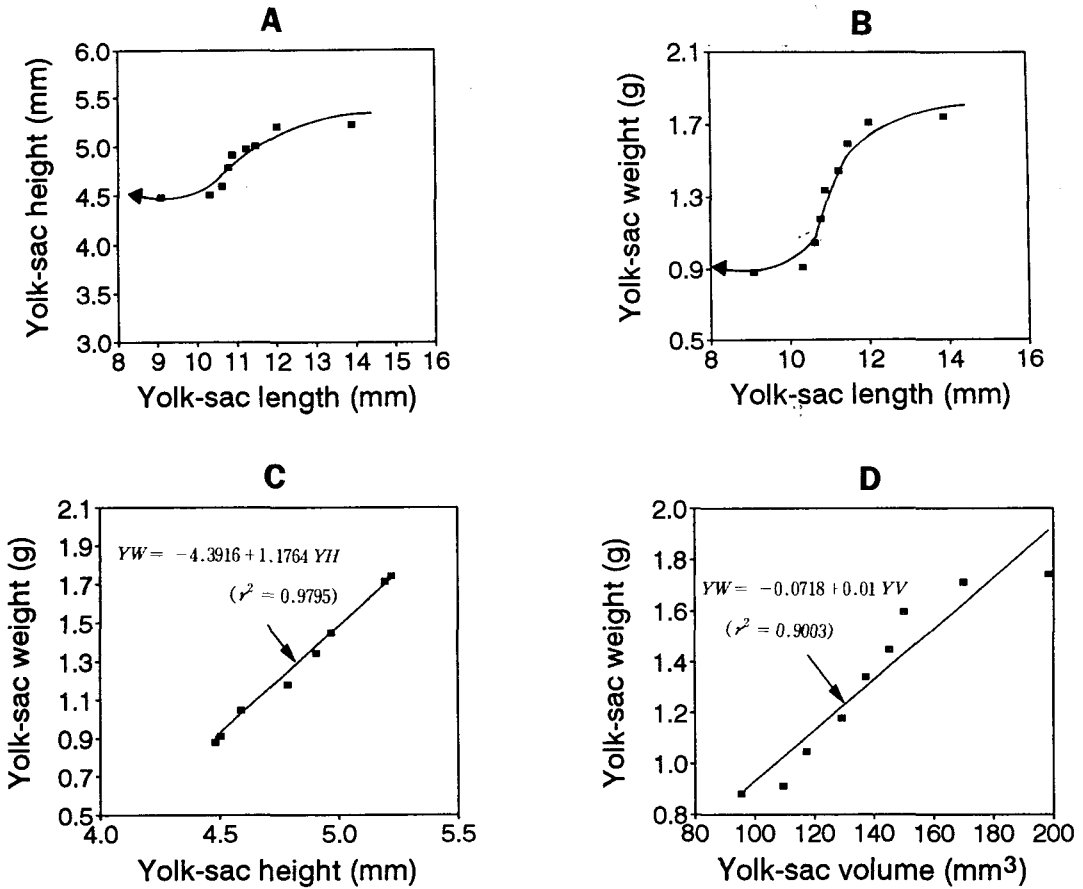 A
6.0
5.5
5.0
4.5
4.0
3.5
3.0
Yolk-sac height (mm)
8 9 10 11 12 13 14 15 16
Yolk-sac length (mm)
B
2.1
1.7
1.3
0.9
0.5
Yolk-sac weight (g)
8 10 12 14 16
Yolk-sac length (mm)
C
2.1
1.9
1.7
1.5
1.3
1.1
0.9
0.7
0.5
Yolk-sac weight (g)
YW = -4.3916+1.1764 YH
(r² = 0.9795)
4.0 4.5 5.0 5.5
Yolk-sac height (mm)
D
2.0
1.8
1.6
1.4
1.2
1.0
0.8
Yolk-sac weight (g)
YW = -0.0718+0.01 YV
(r² = 0.9003)
100 120 140 160 180 200
Yolk-sac volume (mm³)